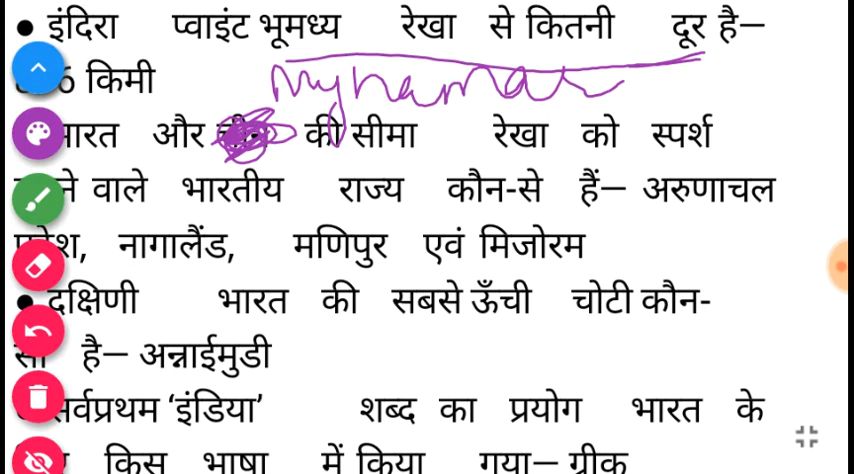 • इंदिरा प्वाइंट भूमध्य रेखा से कितनी दूर है–
6 किमी
Mynamar
भारत और की सीमा रेखा को स्पर्श
वाले भारतीय राज्य कौन-से हैं– अरुणाचल
नागालैंड, मणिपुर एवं मिजोरम
• दक्षिणी भारत की सबसे ऊँची चोटी कौन-
सी है– अन्नाईमुडी
सर्वप्रथम ‘इंडिया’ शब्द का प्रयोग भारत के
किस भाषा में किया गया– ग्रीक